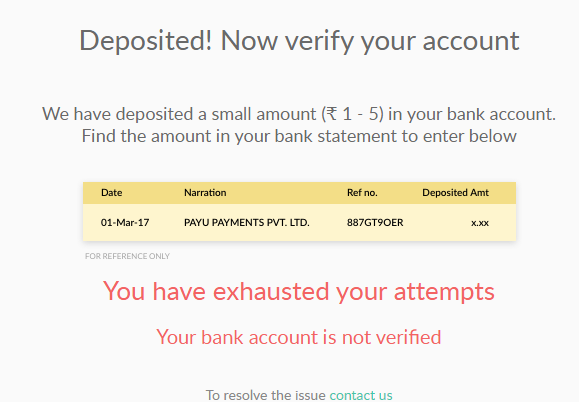 Deposited! Now verify your account
We have deposited a small amount (₹ 1 - 5) in your bank account.
Find the amount in your bank statement to enter below
Date Narration Ref no. Deposited Amt
01-Mar-17 PAYU PAYMENTS PVT. LTD. 887GT9OER x.xx
FOR REFERENCE ONLY
You have exhausted your attempts
Your bank account is not verified
To resolve the issue contact us